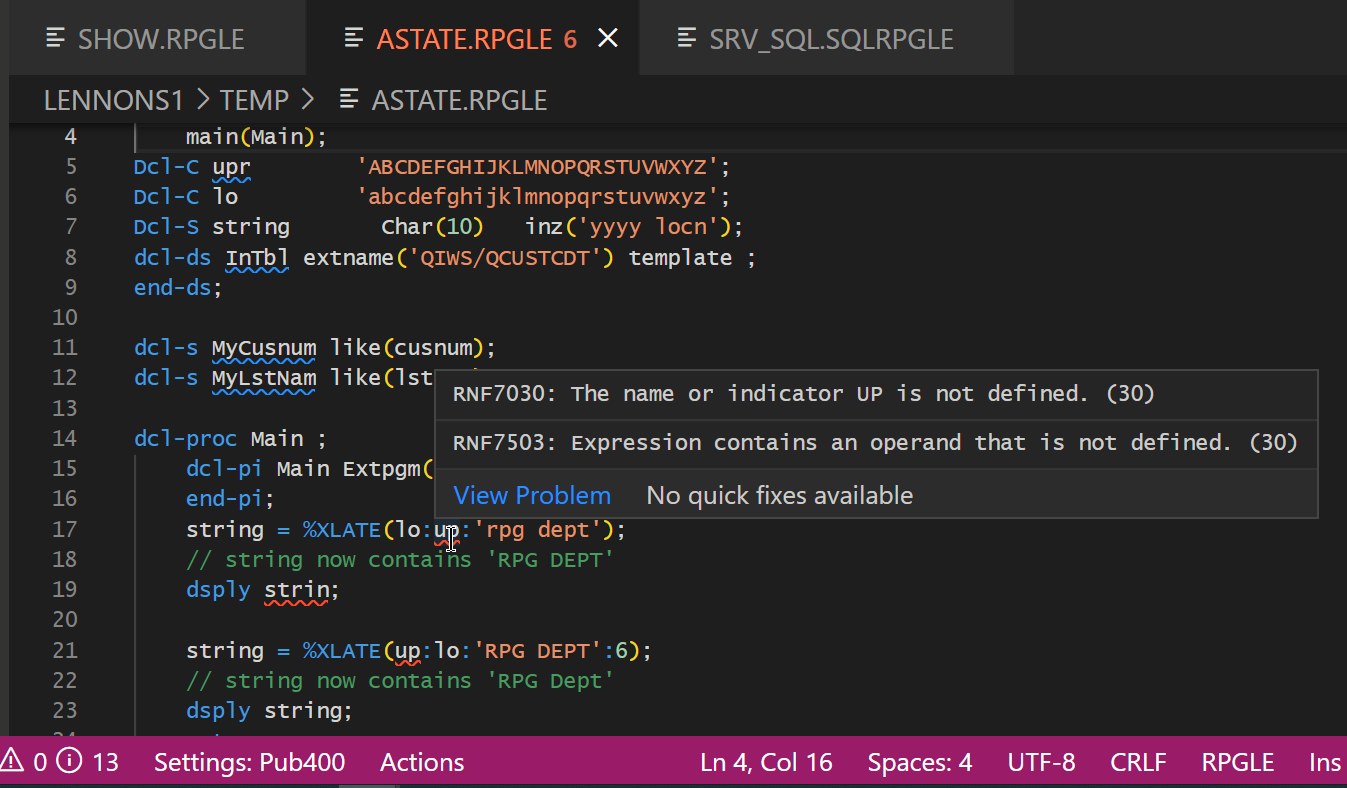 SHOW.RPGLE ASTATE.RPGLE 6 SRV_SQL.SQLRPGLE
LENNONS1 > TEMP > ASTATE.RPGLE
4 main(Main);
5 Dcl-C upr 'ABCDEFGHIJKLMNOPQRSTUVWXYZ';
6 Dcl-C lo 'abcdefghijklmnopqrstuvwxyz';
7 Dcl-S string Char(10) inz('yyyy locn');
8 dcl-ds InTbl extname('QIWS/QCUSTCDT') template ;
9 end-ds;
10
11 dcl-s MyCusnum like(cusnum);
12 dcl-s MyLstNam like(lst
RNF7030: The name or indicator UP is not defined. (30)
13
14 dcl-proc Main ;
RNF7503: Expression contains an operand that is not defined. (30)
15 dcl-pi Main Extpgm(
16 end-pi;
View Problem No quick fixes available
17 string = %XLATE(lo:up:'rpg dept');
18 // string now contains 'RPG DEPT'
19 dsply strin;
20
21 string = %XLATE(up:lo:'RPG DEPT':6);
22 // string now contains 'RPG Dept'
23 dsply string;
0 13 Settings: Pub400 Actions Ln 4, Col 16 Spaces: 4 UTF-8 CRLF RPGLE Ins